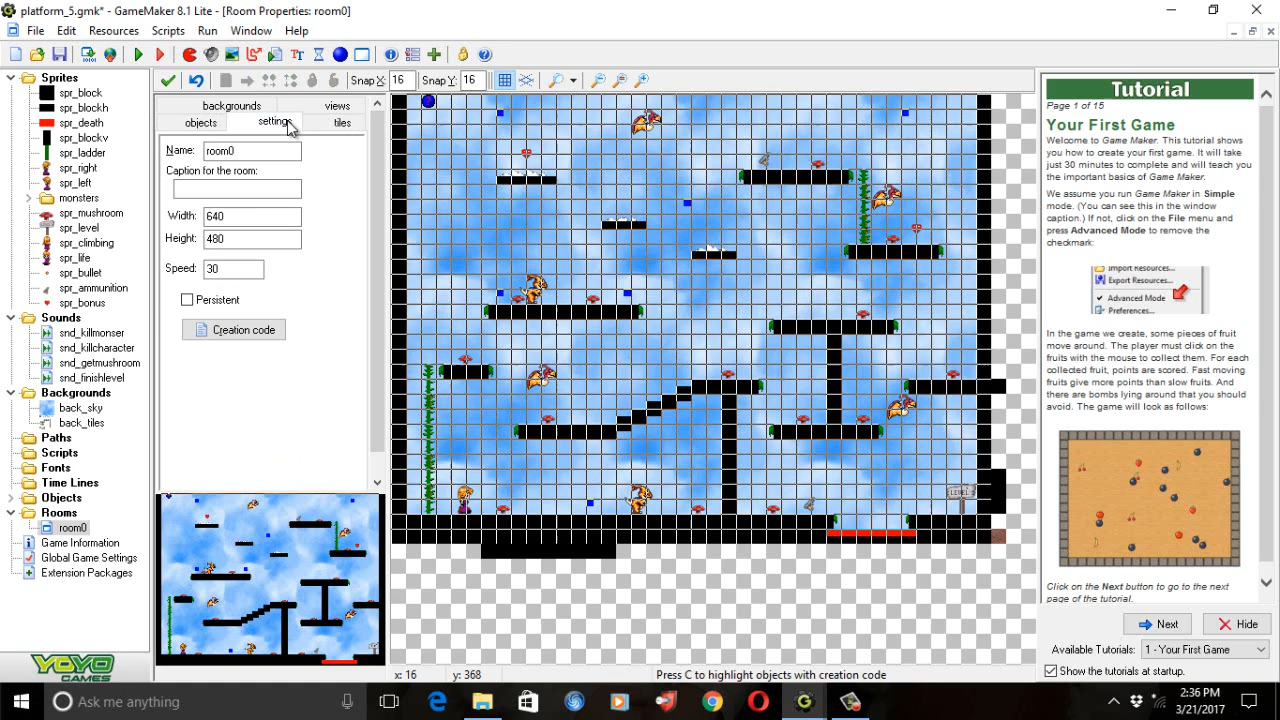 platform_5.gmk* - GameMaker 8.1 Lite - [Room Properties: room0]
File Edit Resources Scripts Run Window Help
Snap X: 16 Snap Y: 16
Sprites
spr_block
spr_blockh
spr_death
spr_blockv
spr_ladder
spr_right
spr_left
monsters
spr_mushroom
spr_level
spr_climbing
spr_life
spr_bullet
spr_ammunition
spr_bonus
Sounds
snd_killmonser
snd_killcharacter
snd_getmushroom
snd_finishlevel
Backgrounds
back_sky
back_tiles
Paths
Scripts
Fonts
Time Lines
Objects
Rooms
room0
Game Information
Global Game Settings
Extension Packages
YOYO
GAMES
backgrounds views
objects settings tiles
Name: room0
Caption for the room:
Width: 640
Height: 480
Speed: 30
Persistent
Creation code
LEVEL
x: 16 y: 368 Press C to highlight objects with creation code
Tutorial
Page 1 of 15
Your First Game
Welcome to Game Maker. This tutorial
shows you how to create your first game. It will take
just 30 minutes to complete and will teach you
the important basics of Game Maker.
We assume you run Game Maker in Simple
mode. (You can see this in the window
caption.) If not, click on the File menu and
press Advanced Mode to remove the
checkmark:
Import Resources...
Export Resources...
Advanced Mode
Preferences...
In the game we create, some pieces of fruit
move around. The player must click on the
fruits with the mouse to collect them. For each
collected fruit, points are scored. Fast moving
fruits give more points than slow fruits. And
there are bombs lying around that you should
avoid. The game will look as follows:
Click on the Next button to go to the next
page of the tutorial.
Next Hide
Available Tutorials: 1 - Your First Game
Show the tutorials at startup.
Ask me anything
2:36 PM
3/21/2017